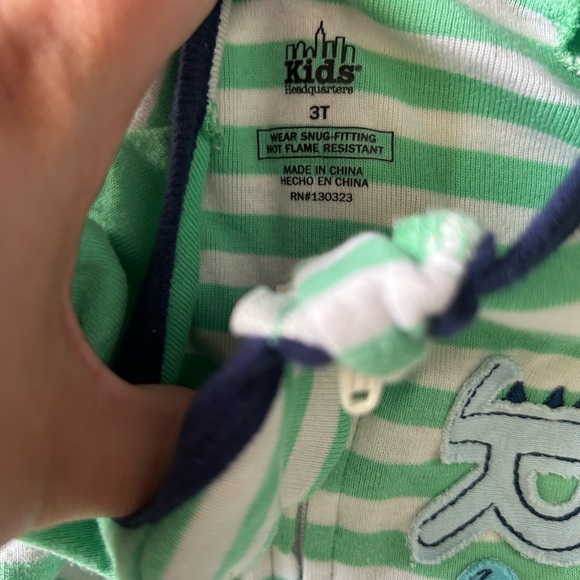 Kids®
Headquarters
3T
WEAR SNUG-FITTING
NOT FLAME RESISTANT
MADE IN CHINA
HECHO EN CHINA
RN#130323
R